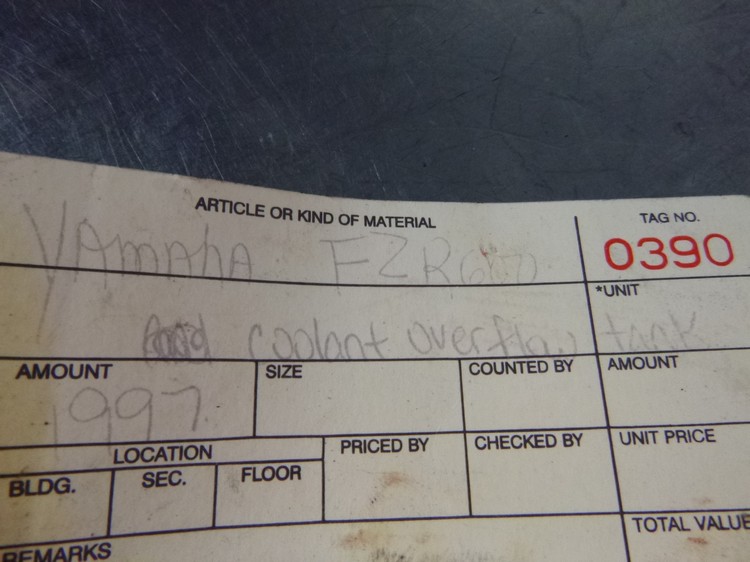 ARTICLE OR KIND OF MATERIAL
TAG NO.
YAmAhA FZR600
0390
*UNIT
coolant overflow tank
AMOUNT
SIZE
COUNTED BY
AMOUNT
1997
LOCATION
PRICED BY
CHECKED BY
UNIT PRICE
BLDG.
SEC.
FLOOR
TOTAL VALUE
REMARKS